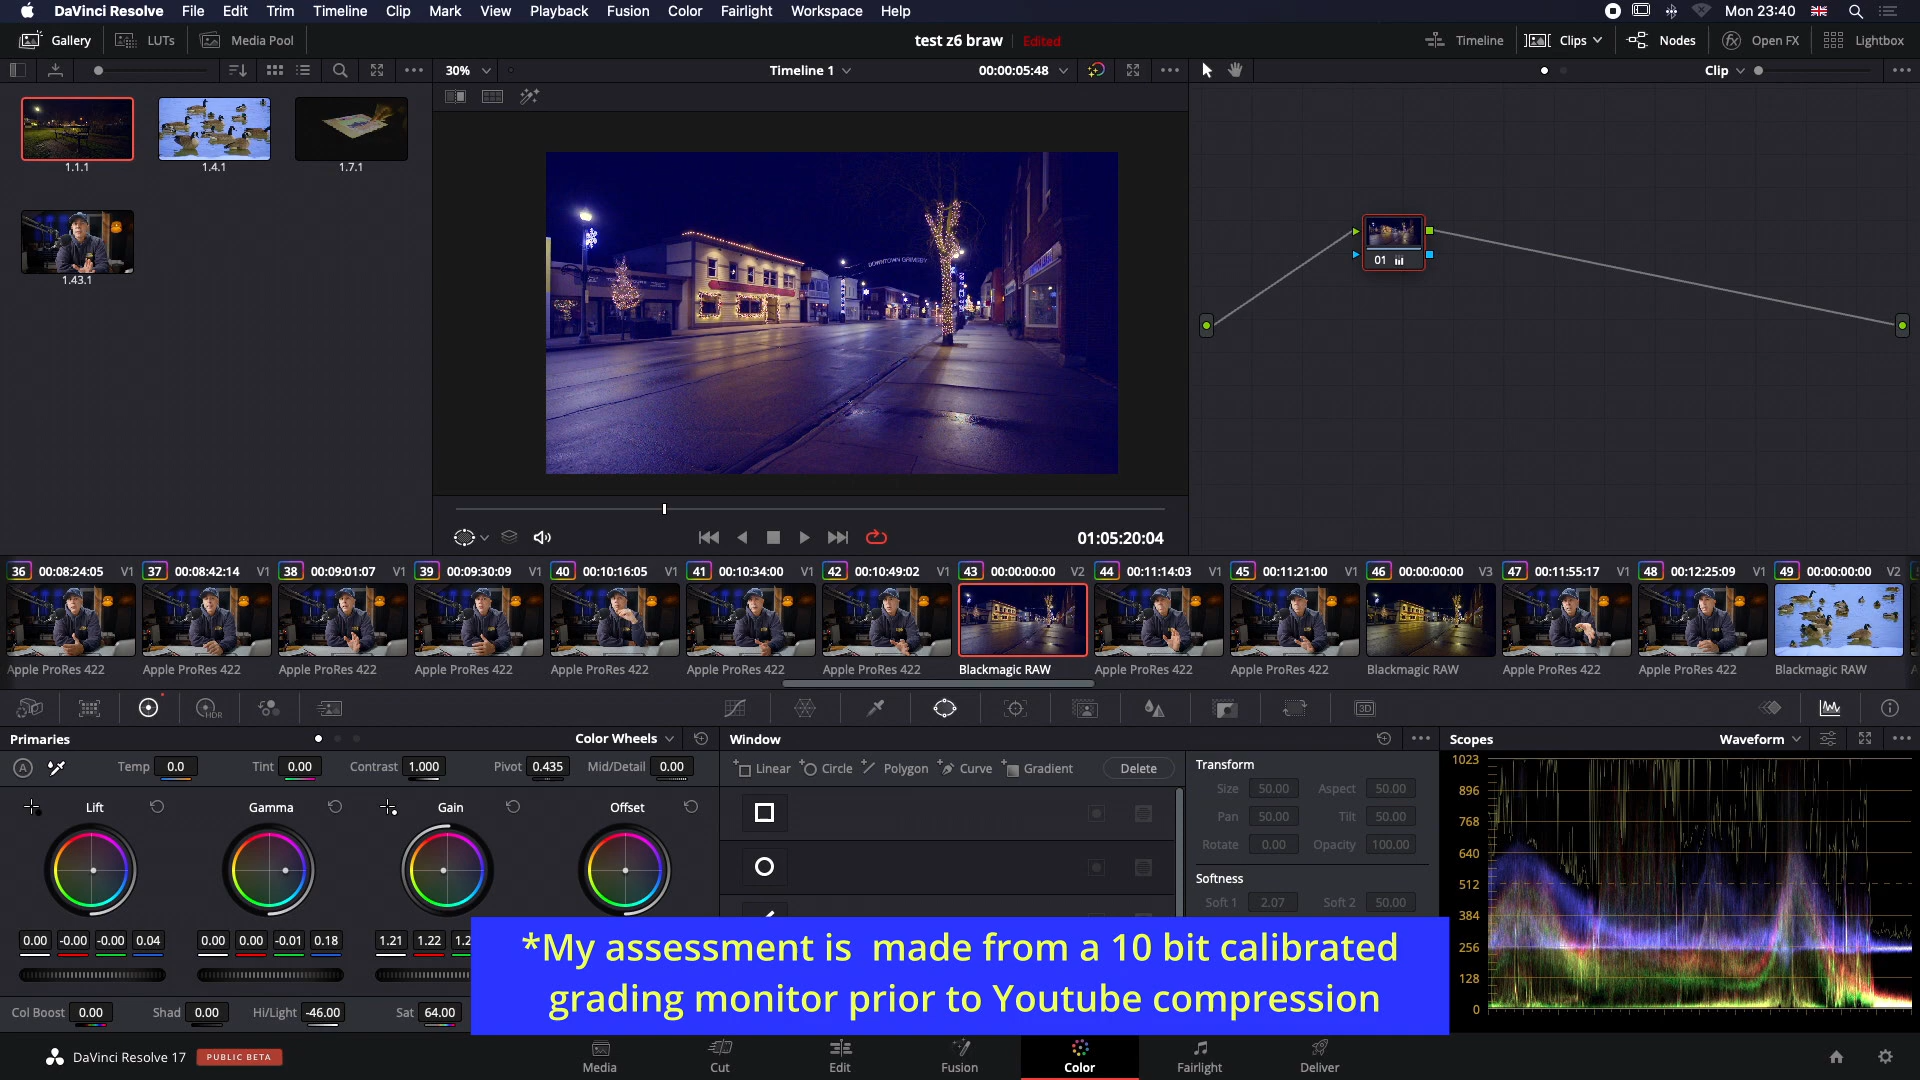 DaVinci Resolve File Edit Trim Timeline Clip Mark View Playback Fusion Color Fairlight Workspace Help Mon 23:40
Gallery LUTs Media Pool test z6 braw Edited Timeline Clips Nodes fx Open FX Lightbox
30% Timeline 1 00:00:05:48 Clip
1.1.1 1.4.1 1.7.1
1.43.1
DOWNTOWN GRIMSBY
01
01:05:20:04
36 00:08:24:05 V1 37 00:08:42:14 V1 38 00:09:01:07 V1 39 00:09:30:09 V1 40 00:10:16:05 V1 41 00:10:34:00 V1 42 00:10:49:02 V1 43 00:00:00:00 V2 44 00:11:14:03 V1 45 00:11:21:00 V1 46 00:00:00:00 V3 47 00:11:55:17 V1 48 00:12:25:09 V1 49 00:00:00:00 V2
Apple ProRes 422 Apple ProRes 422 Apple ProRes 422 Apple ProRes 422 Apple ProRes 422 Apple ProRes 422 Apple ProRes 422 Blackmagic RAW Apple ProRes 422 Apple ProRes 422 Blackmagic RAW Apple ProRes 422 Apple ProRes 422 Blackmagic RAW
HDR 3D
Primaries Color Wheels Window Scopes Waveform
A Temp 0.0 Tint 0.00 Contrast 1.000 Pivot 0.435 Mid/Detail 0.00 Linear Circle Polygon Curve Gradient Delete Transform 1023
Size 50.00 Aspect 50.00 896
Lift Gamma Gain Offset Pan 50.00 Tilt 50.00 768
Rotate 0.00 Opacity 100.00 640
Softness 512
Soft 1 2.07 Soft 2 50.00 384
0.00 -0.00 -0.00 0.04 0.00 0.00 -0.01 0.18 1.21 1.22 1.2 256
128
Col Boost 0.00 Shad 0.00 Hi/Light -46.00 Sat 64.00 0
*My assessment is made from a 10 bit calibrated
grading monitor prior to Youtube compression
DaVinci Resolve 17 PUBLIC BETA Media Cut Edit Fusion Color Fairlight Deliver